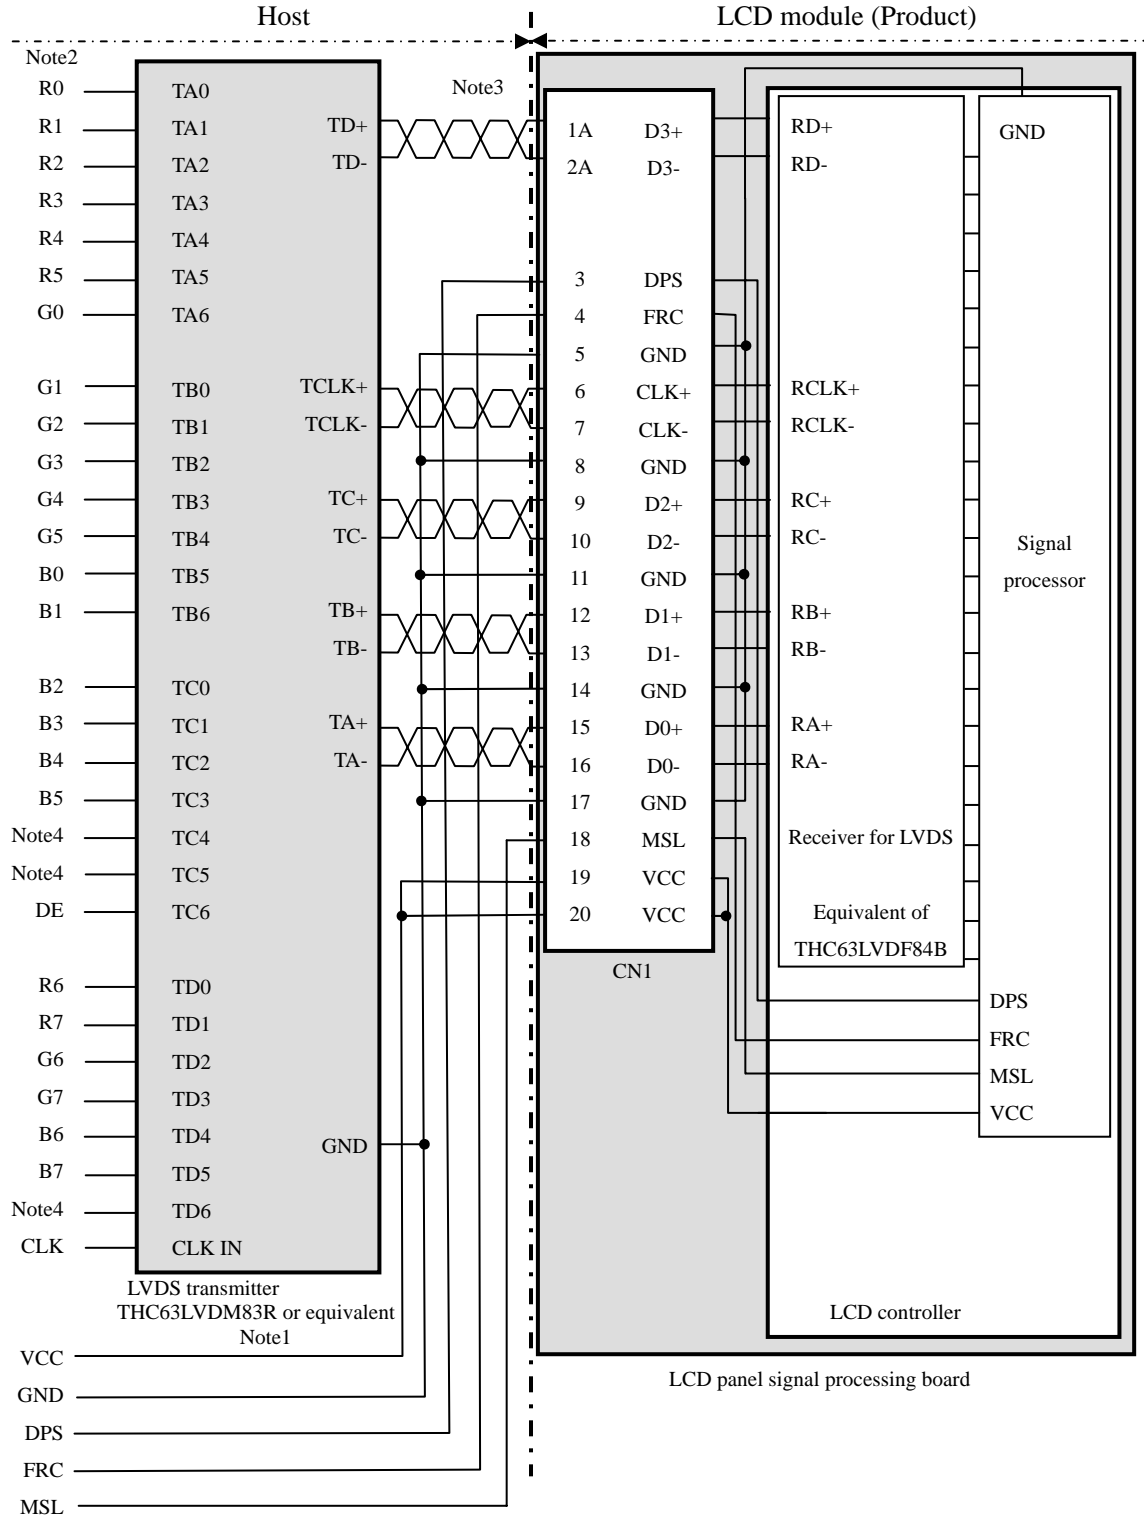 Host
LCD module (Product)
Note2
Note3
R0 TA0
R1 TA1 TD+
R2 TA2 TD-
R3 TA3
R4 TA4
R5 TA5
G0 TA6
G1 TB0 TCLK+
G2 TB1 TCLK-
G3 TB2
G4 TB3 TC+
G5 TB4 TC-
B0 TB5
B1 TB6 TB+
TB-
B2 TC0
B3 TC1 TA+
B4 TC2 TA-
B5 TC3
Note4 TC4
Note4 TC5
DE TC6
R6 TD0
R7 TD1
G6 TD2
G7 TD3
B6 TD4 GND
B7 TD5
Note4 TD6
CLK CLK IN
LVDS transmitter
THC63LVDM83R or equivalent
Note1
VCC
GND
DPS
FRC
MSL
1A D3+ RD+
2A D3- RD-
3 DPS
4 FRC
5 GND
6 CLK+ RCLK+
7 CLK- RCLK-
8 GND
9 D2+ RC+
10 D2- RC-
11 GND
12 D1+ RB+
13 D1- RB-
14 GND
15 D0+ RA+
16 D0- RA-
17 GND
18 MSL
19 VCC
20 VCC
CN1
Receiver for LVDS
Equivalent of
THC63LVDF84B
GND
Signal
processor
DPS
FRC
MSL
VCC
LCD controller
LCD panel signal processing board